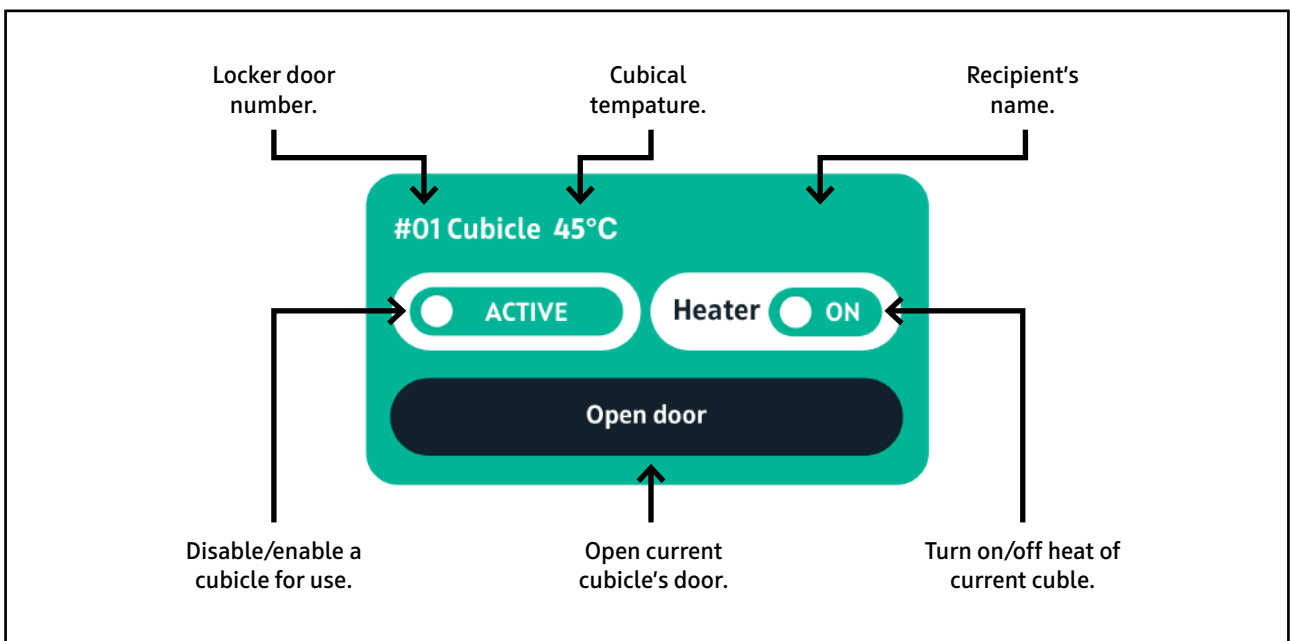 Locker door
number.
Cubical
tempature.
Recipient's
name.
#01 Cubicle 45°C
ACTIVE
Heater ON
Open door
Disable/enable a
cubicle for use.
Open current
cubicle's door.
Turn on/off heat of
current cuble.